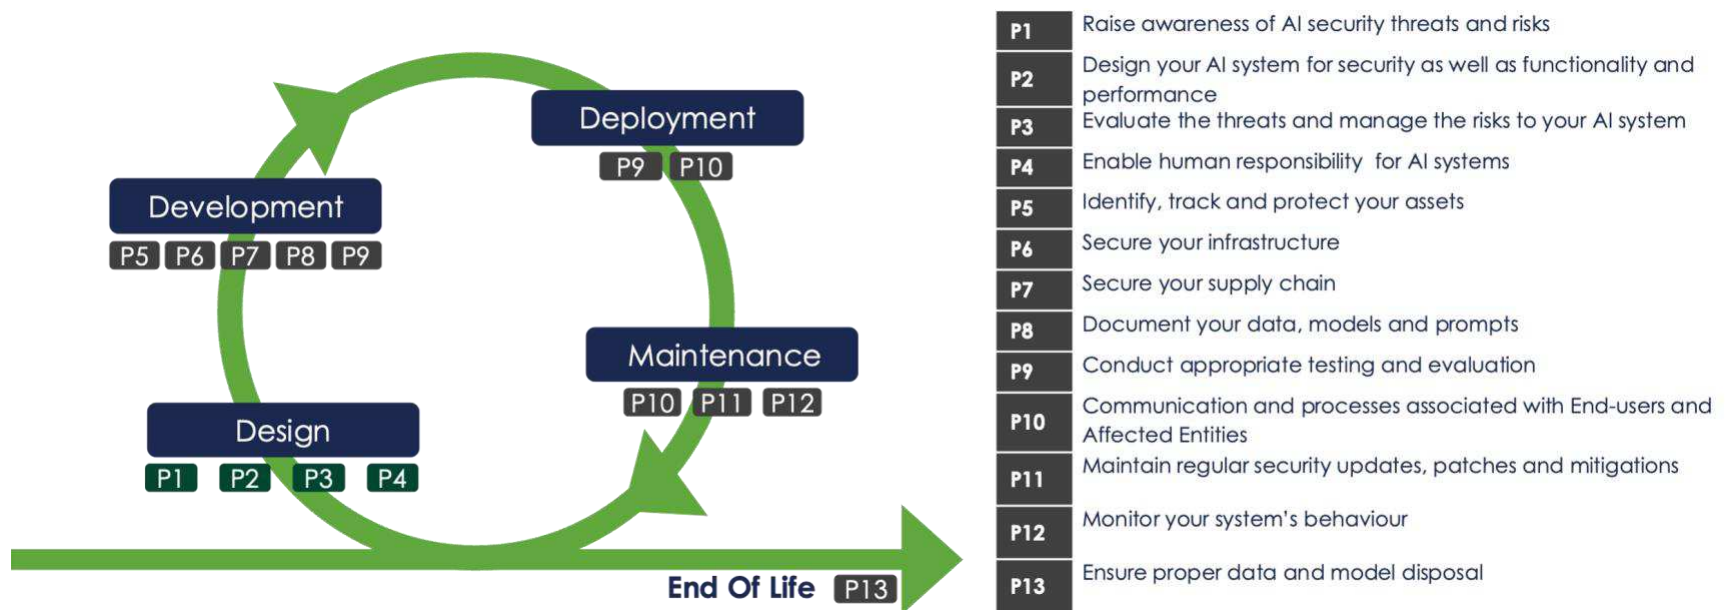 Deployment
P9 P10
Development
P5 P6 P7 P8 P9
Maintenance
P10 P11 P12
Design
P1 P2 P3 P4
End Of Life P13
P1 Raise awareness of AI security threats and risks
P2 Design your AI system for security as well as functionality and
performance
P3 Evaluate the threats and manage the risks to your AI system
P4 Enable human responsibility for AI systems
P5 Identify, track and protect your assets
P6 Secure your infrastructure
P7 Secure your supply chain
P8 Document your data, models and prompts
P9 Conduct appropriate testing and evaluation
P10 Communication and processes associated with End-users and
Affected Entities
P11 Maintain regular security updates, patches and mitigations
P12 Monitor your system’s behaviour
P13 Ensure proper data and model disposal